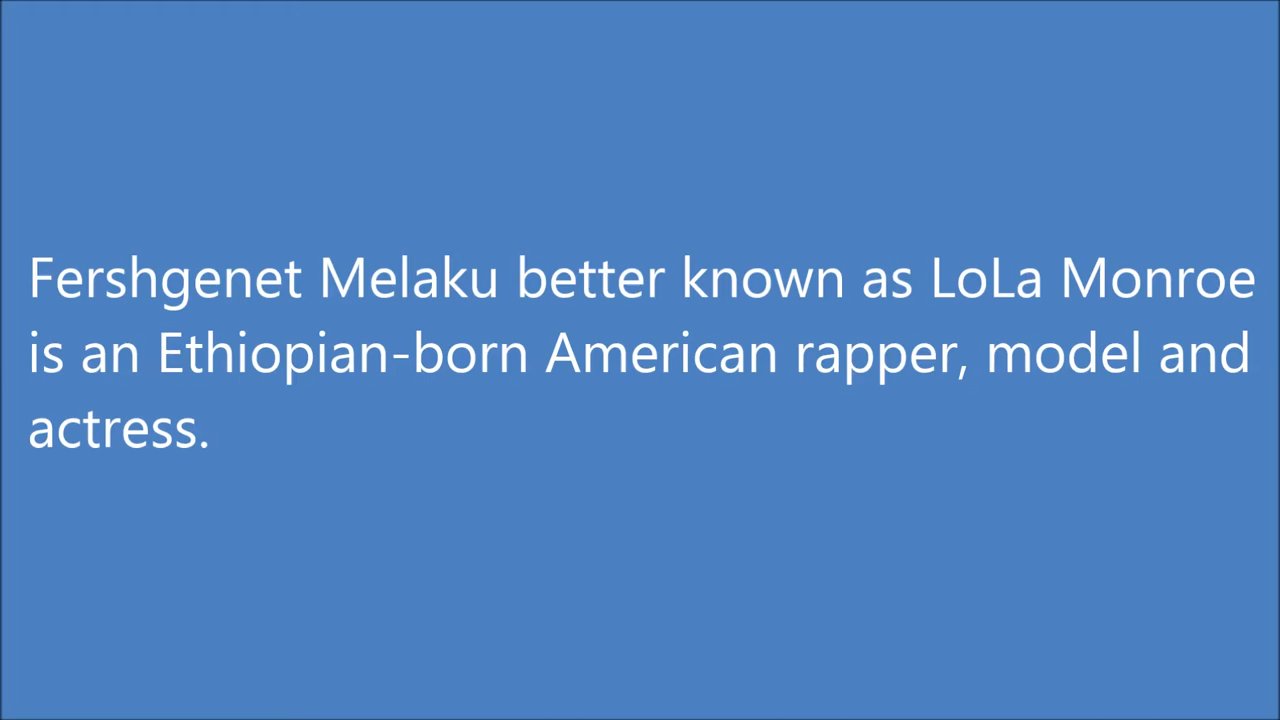 Fershgenet Melaku better known as LoLa Monroe
is an Ethiopian-born American rapper, model and
actress.